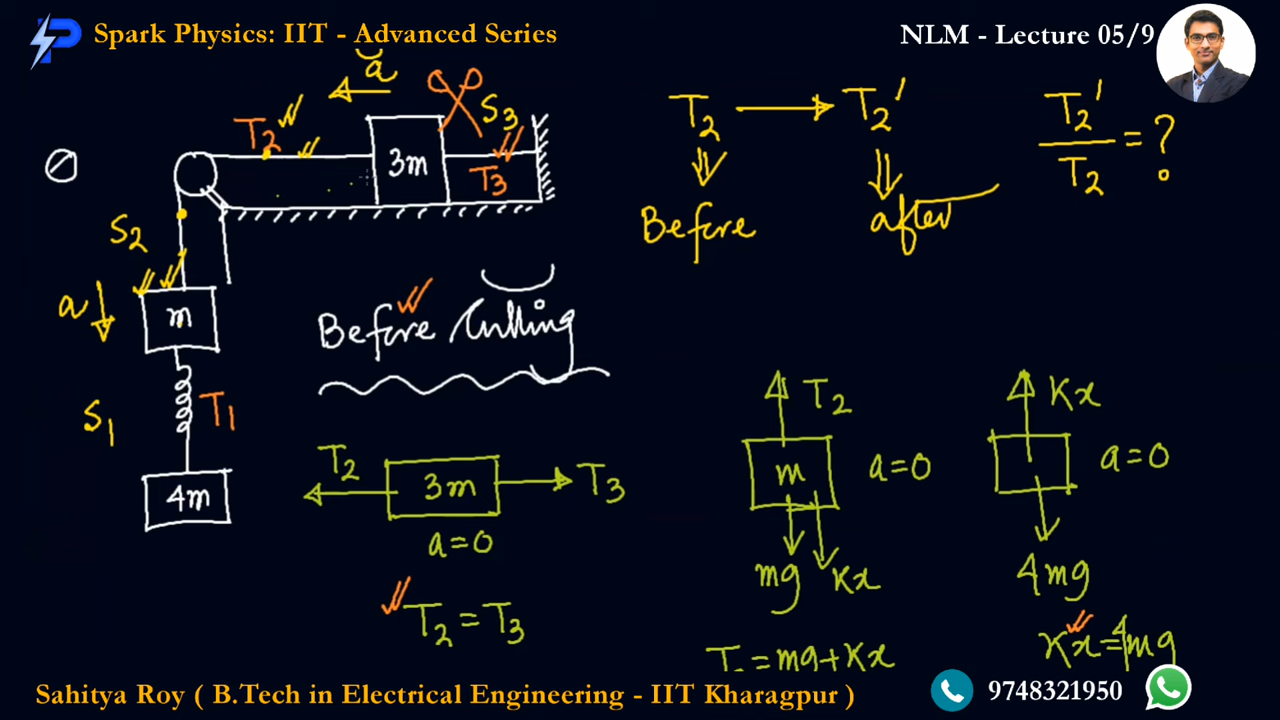 Spark Physics: IIT - Advanced Series
NLM - Lecture 05/9
a
S3
T2
3m
T3
S2
a
m
S1
T1
4m
T2 → T2'
Before
after
T2'/T2 = ?
Before Cutting
T2
3m
T3
a=0
T2 = T3
T2
m
a=0
mg
Kx
= mg + Kx
Kx
a=0
4mg
Kx = 4mg
Sahitya Roy ( B.Tech in Electrical Engineering - IIT Kharagpur )
9748321950